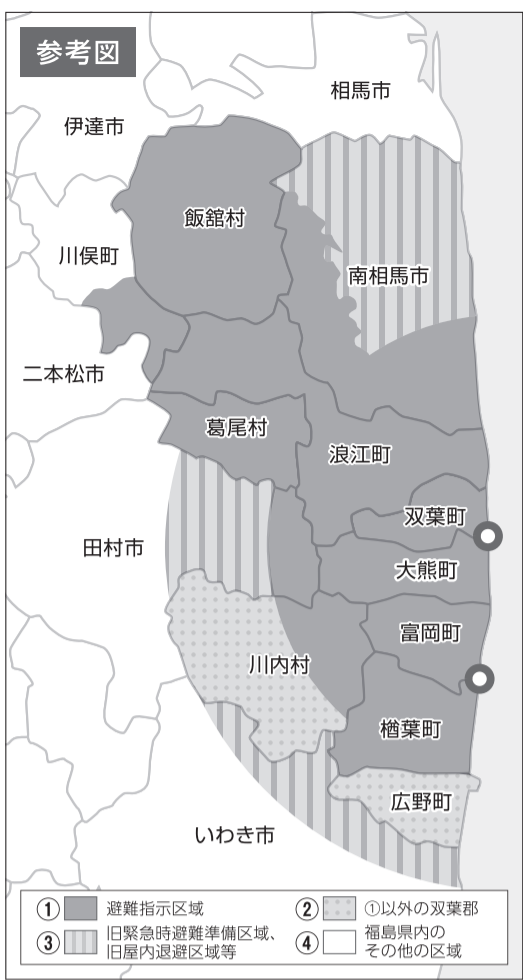 参考図
相馬市
伊達市
飯舘村
川俣町
南相馬市
二本松市
葛尾村
浪江町
双葉町
田村市
大熊町
富岡町
川内村
楢葉町
広野町
いわき市
① 避難指示区域
② ①以外の双葉郡
③ 旧緊急時避難準備区域、
旧屋内退避区域等
④ 福島県内の
その他の区域